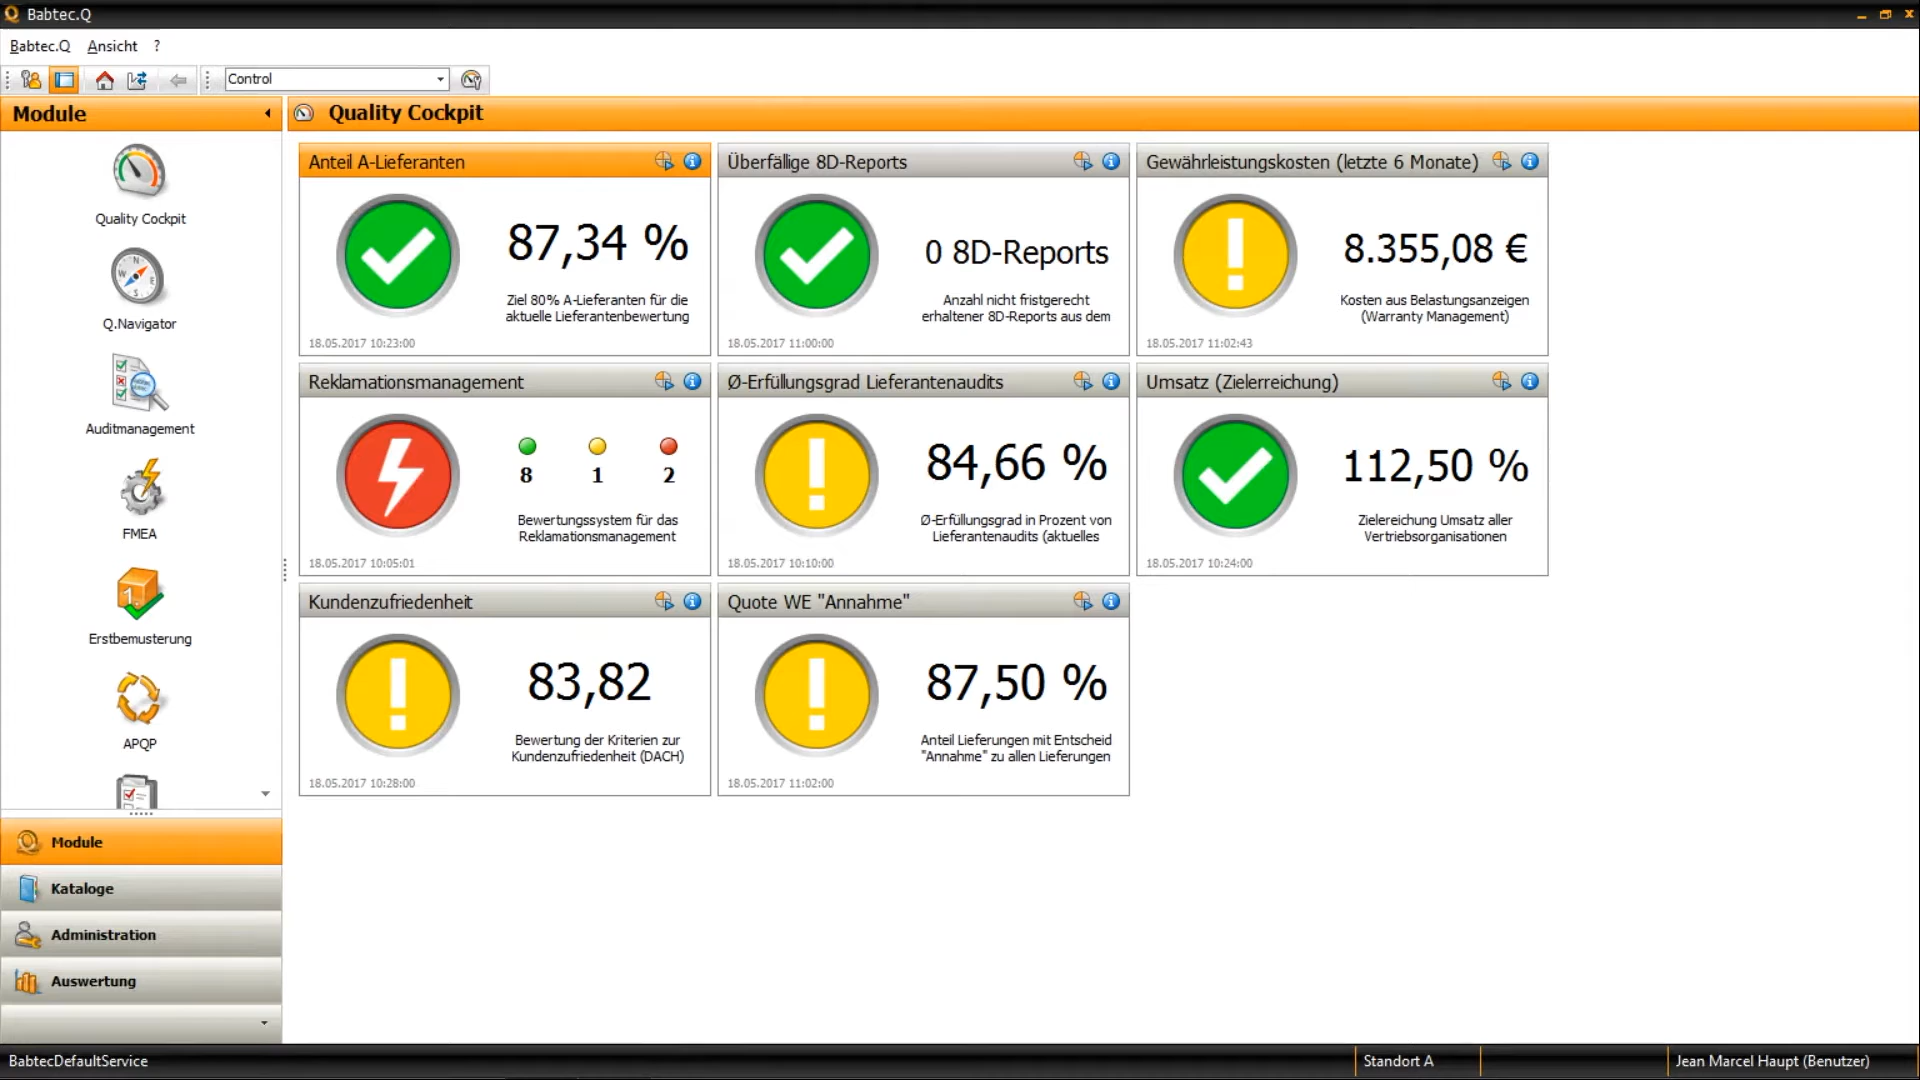 Babtec.Q
Babtec.Q Ansicht ?
Control
Module
Quality Cockpit
Quality Cockpit
Q.Navigator
Auditmanagement
FMEA
Erstbemusterung
APQP
Module
Kataloge
Administration
Auswertung
Anteil A-Lieferanten
87,34 %
Ziel 80% A-Lieferanten für die
aktuelle Lieferantenbewertung
18.05.2017 10:23:00
Überfällige 8D-Reports
0 8D-Reports
Anzahl nicht fristgerecht
erhaltener 8D-Reports aus dem
18.05.2017 11:00:00
Gewährleistungskosten (letzte 6 Monate)
8.355,08 €
Kosten aus Belastungsanzeigen
(Warranty Management)
18.05.2017 11:02:43
Reklamationsmanagement
8 1 2
Bewertungssystem für das
Reklamationsmanagement
18.05.2017 10:05:01
Ø-Erfüllungsgrad Lieferantenaudits
84,66 %
Ø-Erfüllungsgrad in Prozent von
Lieferantenaudits (aktuelles
18.05.2017 10:10:00
Umsatz (Zielerreichung)
112,50 %
Zielereichung Umsatz aller
Vertriebsorganisationen
18.05.2017 10:24:00
Kundenzufriedenheit
83,82
Bewertung der Kriterien zur
Kundenzufriedenheit (DACH)
18.05.2017 10:28:00
Quote WE "Annahme"
87,50 %
Anteil Lieferungen mit Entscheid
"Annahme" zu allen Lieferungen
18.05.2017 11:02:00
BabtecDefaultService
Standort A
Jean Marcel Haupt (Benutzer)